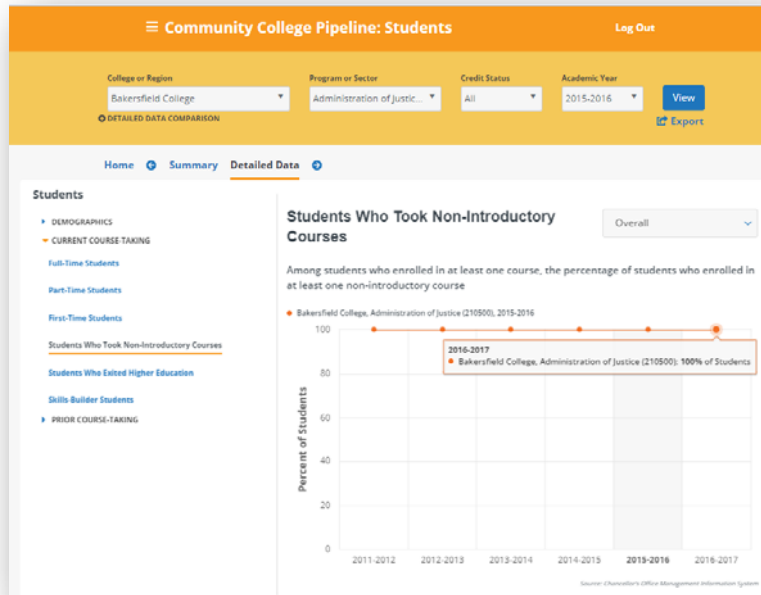 Community College Pipeline: Students
Log Out
College or Region
Program or Sector
Credit Status
Academic Year
Bakersfield College
Administration of Justic...
All
2015-2016
View
DETAILED DATA COMPARISON
Export
Home
Summary
Detailed Data
Students
DEMOGRAPHICS
CURRENT COURSE-TAKING
Full-Time Students
Part-Time Students
First-Time Students
Students Who Took Non-Introductory Courses
Students Who Exited Higher Education
Skills-Builder Students
PRIOR COURSE-TAKING
Students Who Took Non-Introductory
Courses
Overall
Among students who enrolled in at least one course, the percentage of students who enrolled in
at least one non-introductory course
Bakersfield College, Administration of Justice (210500), 2015-2016
100
80
60
40
20
0
Percent of Students
2016-2017
Bakersfield College, Administration of Justice (210500): 100% of Students
2011-2012
2012-2013
2013-2014
2014-2015
2015-2016
2016-2017
Source: Chancellor's Office Management Information System